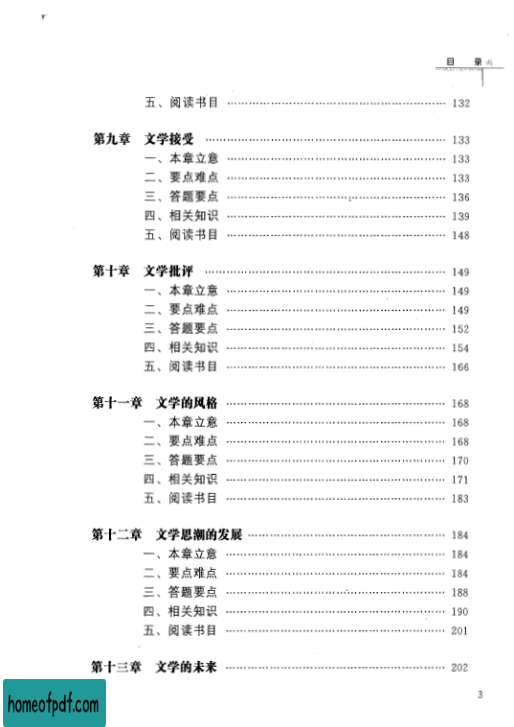 目 录
五、阅读书目 …… 132
第九章 文学接受 …… 133
一、本章立意 …… 133
二、要点难点 …… 133
三、答题要点 …… 136
四、相关知识 …… 139
五、阅读书目 …… 148
第十章 文学批评 …… 149
一、本章立意 …… 149
二、要点难点 …… 149
三、答题要点 …… 152
四、相关知识 …… 154
五、阅读书目 …… 166
第十一章 文学的风格 …… 168
一、本章立意 …… 168
二、要点难点 …… 168
三、答题要点 …… 170
四、相关知识 …… 171
五、阅读书目 …… 183
第十二章 文学思潮的发展 …… 184
一、本章立意 …… 184
二、要点难点 …… 184
三、答题要点 …… 188
四、相关知识 …… 190
五、阅读书目 …… 201
第十三章 文学的未来 …… 202
3
homeofpdf.com